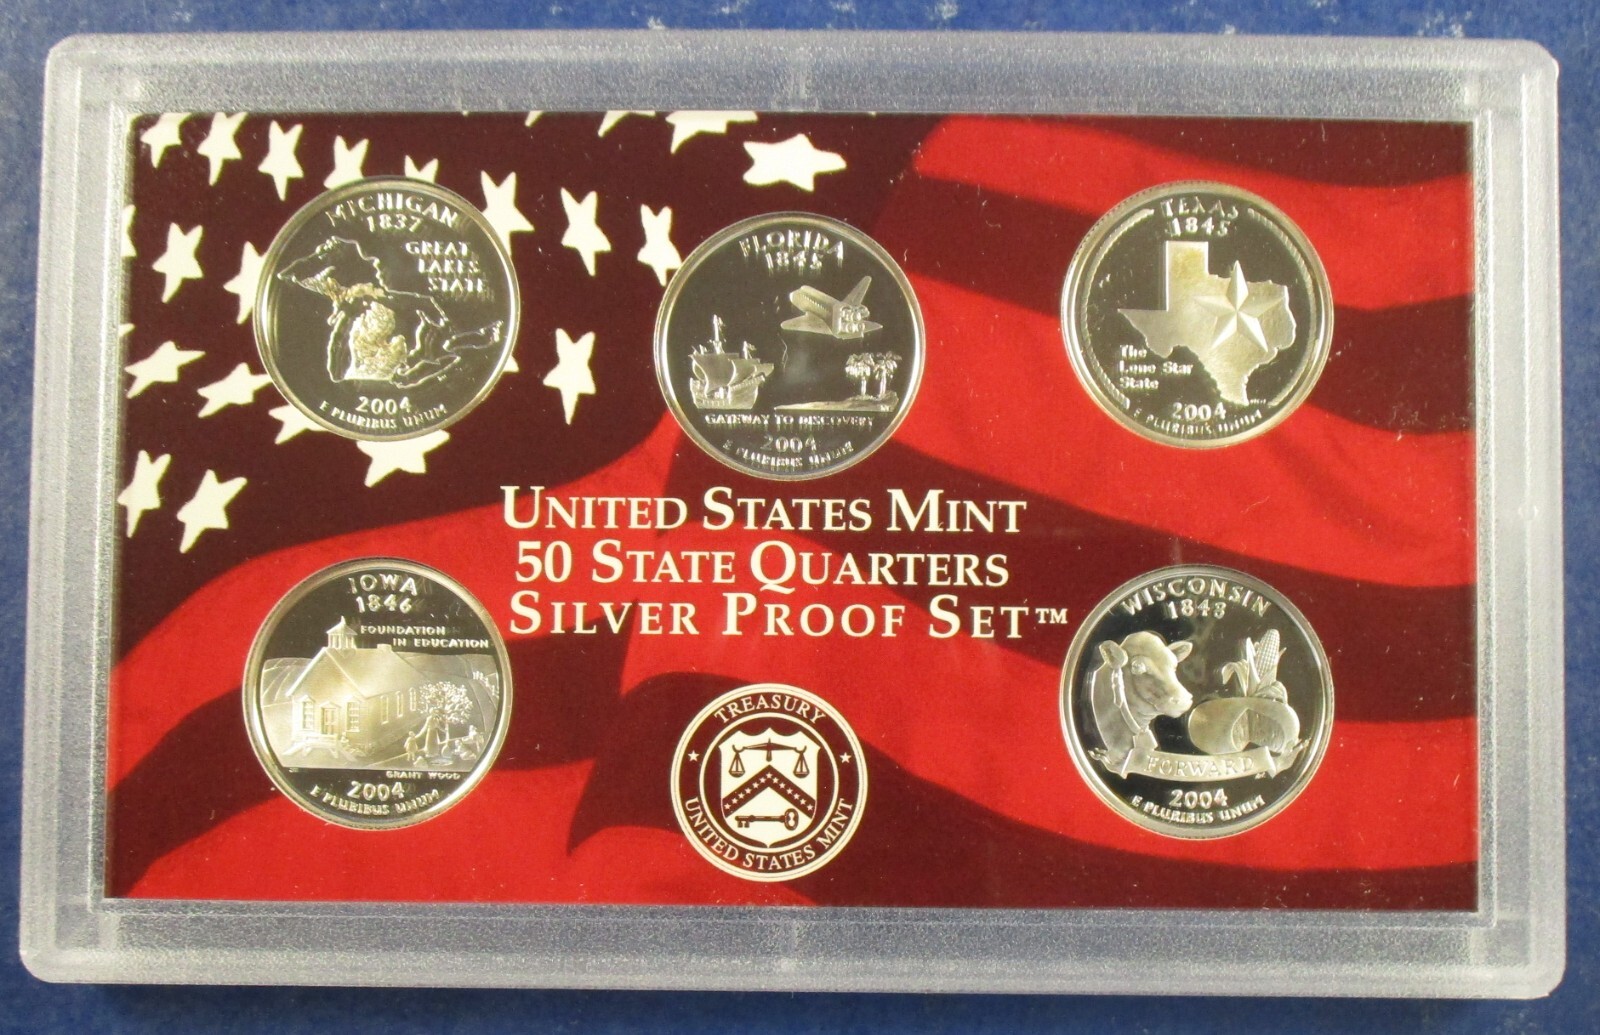 MICHIGAN
1837
GREAT
LAKES
STATE
2004
E PLURIBUS UNUM
FLORIDA
1845
GATEWAY TO DISCOVERY
2004
E PLURIBUS UNUM
TEXAS
1845
The
Lone Star
State
2004
E PLURIBUS UNUM
UNITED STATES MINT
50 STATE QUARTERS
SILVER PROOF SET™
IOWA
1846
FOUNDATION
IN EDUCATION
GRANT WOOD
2004
E PLURIBUS UNUM
TREASURY
UNITED STATES MINT
WISCONSIN
1848
FORWARD
2004
E PLURIBUS UNUM